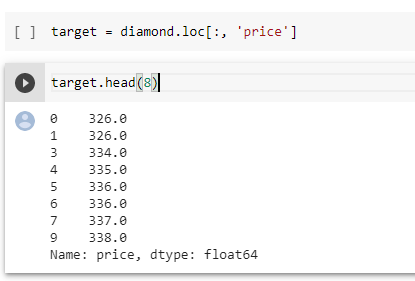 [ ] target = diamond.loc[:, 'price']
target.head(8)
0    326.0
1    326.0
3    334.0
4    335.0
5    336.0
6    336.0
7    337.0
9    338.0
Name: price, dtype: float64